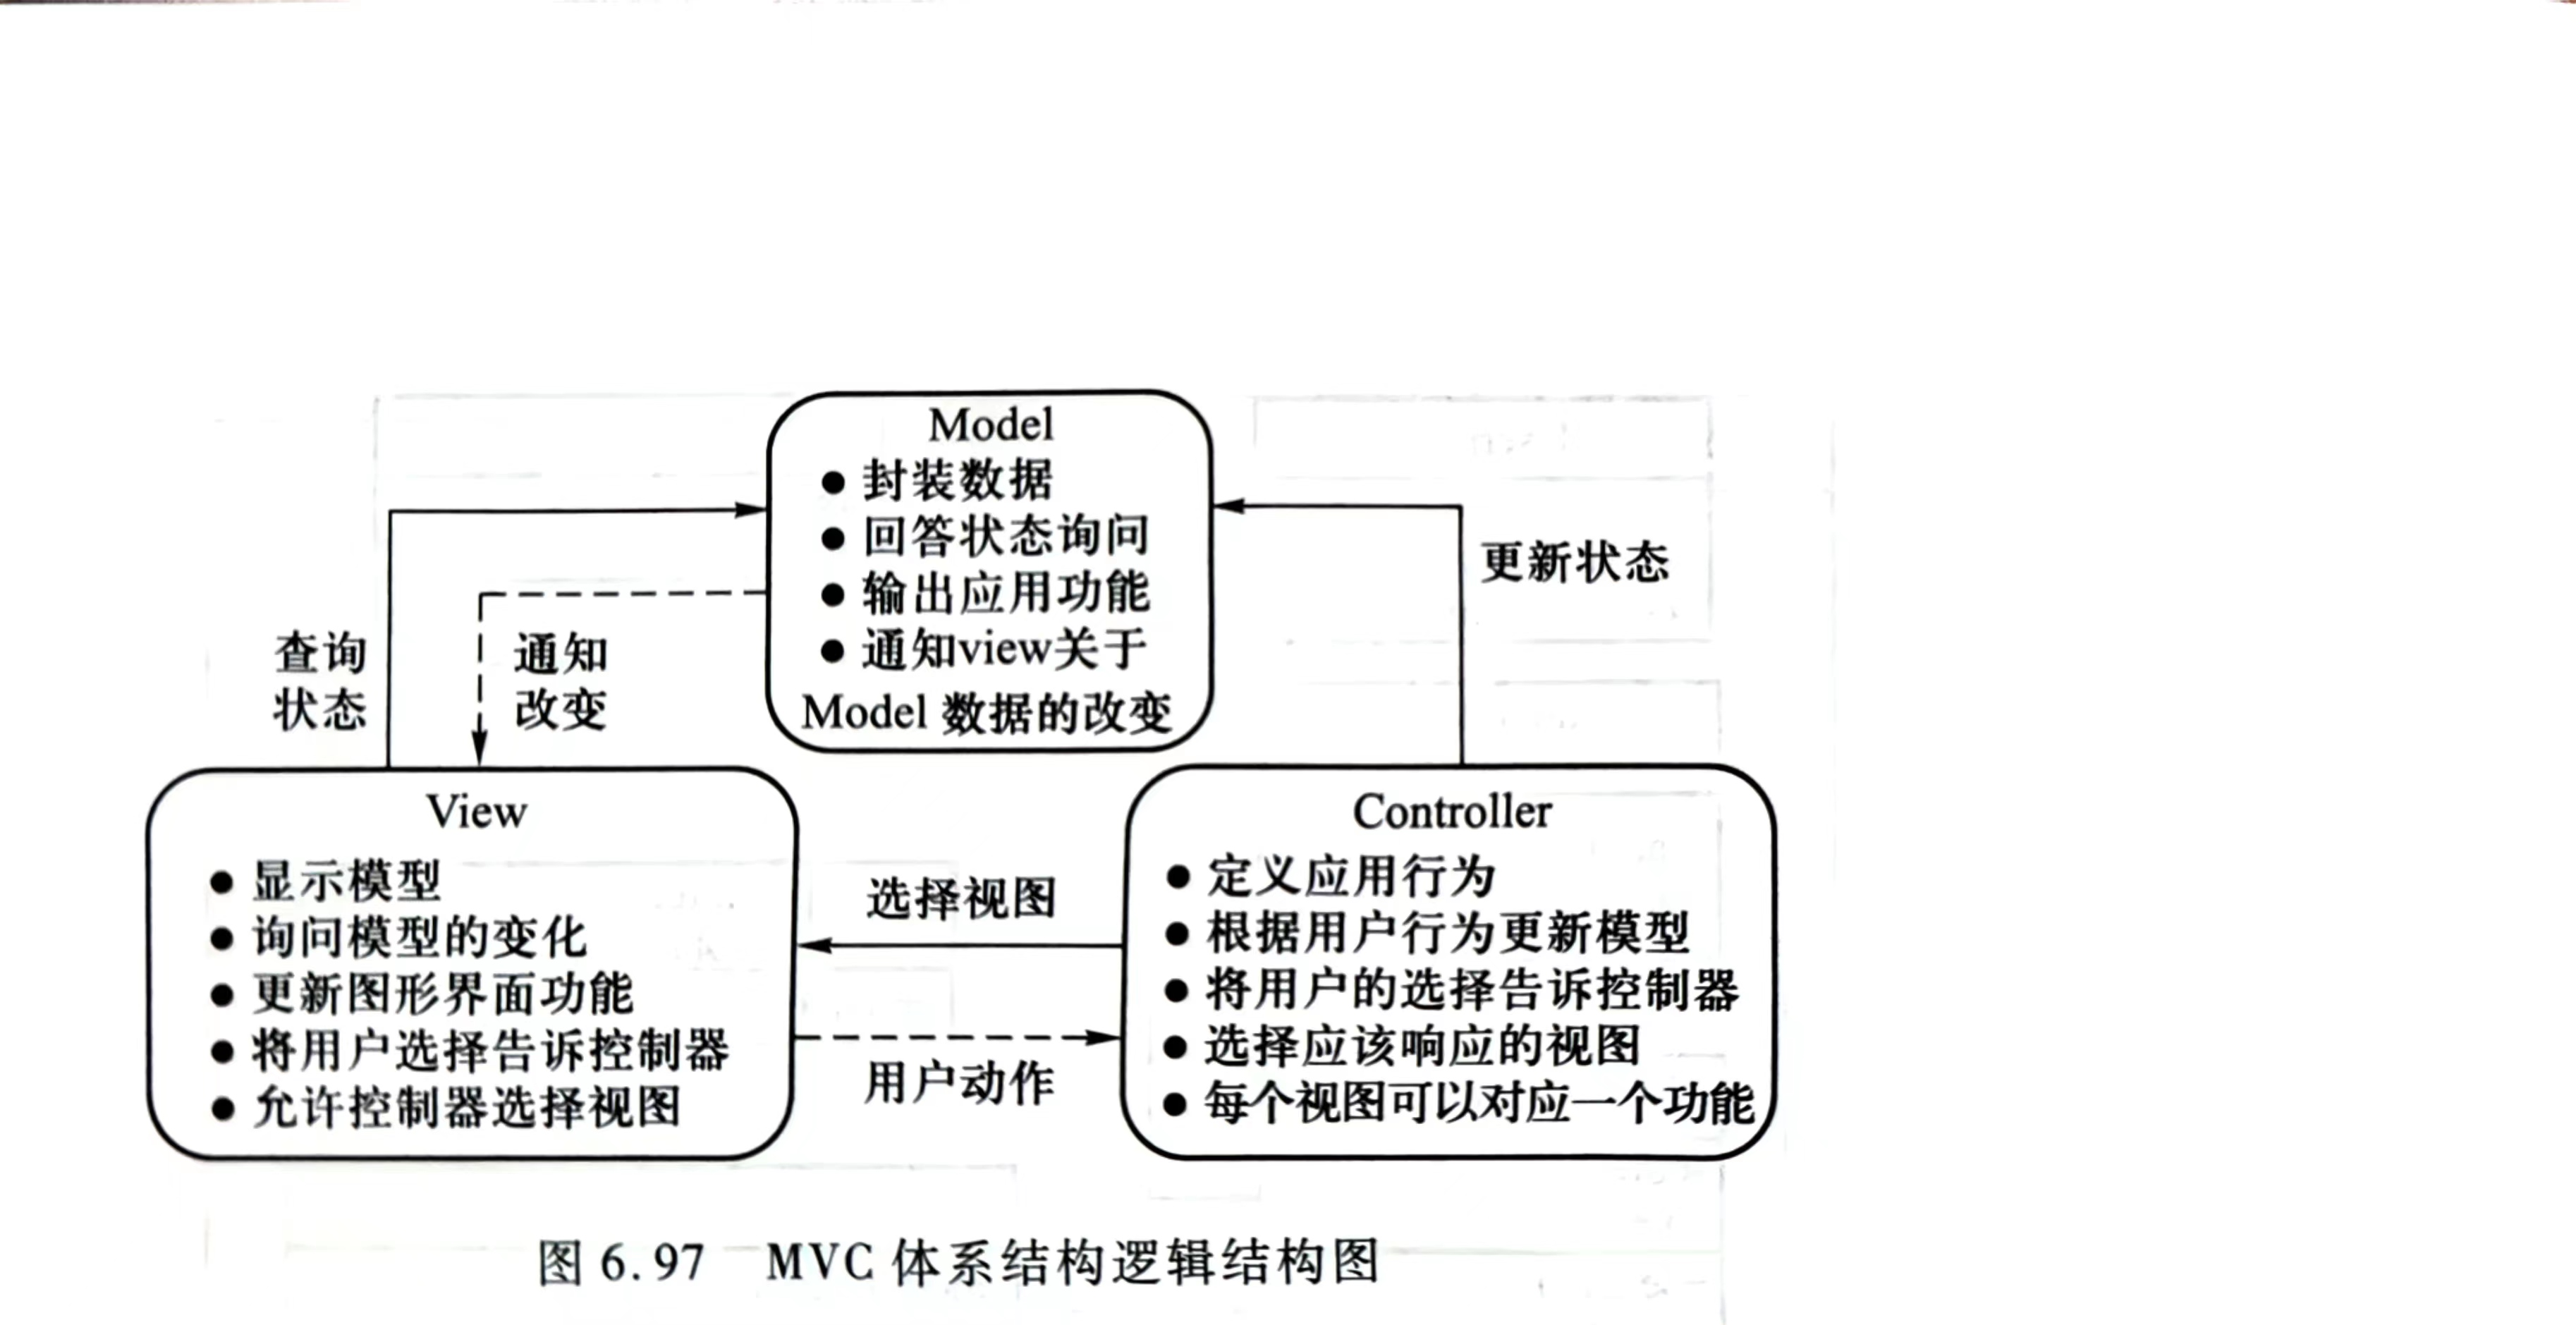 Model
● 封装数据
● 回答状态询问
● 输出应用功能
● 通知view关于
Model 数据的改变
更新状态
查询
状态
通知
改变
View
● 显示模型
● 询问模型的变化
● 更新图形界面功能
● 将用户选择告诉控制器
● 允许控制器选择视图
选择视图
用户动作
Controller
● 定义应用行为
● 根据用户行为更新模型
● 将用户的选择告诉控制器
● 选择应该响应的视图
● 每个视图可以对应一个功能
图 6.97 MVC 体系结构逻辑结构图